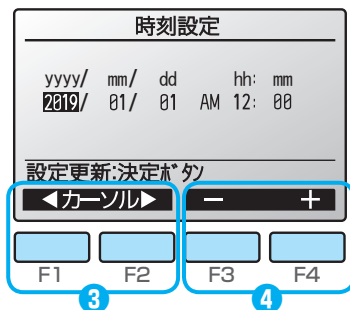 時刻設定
yyyy/ mm/ dd hh: mm
2019/ 01/ 01 AM 12: 00
設定更新:決定ボタン
◀カーソル▶ − +
F1 F2 F3 F4
3 4